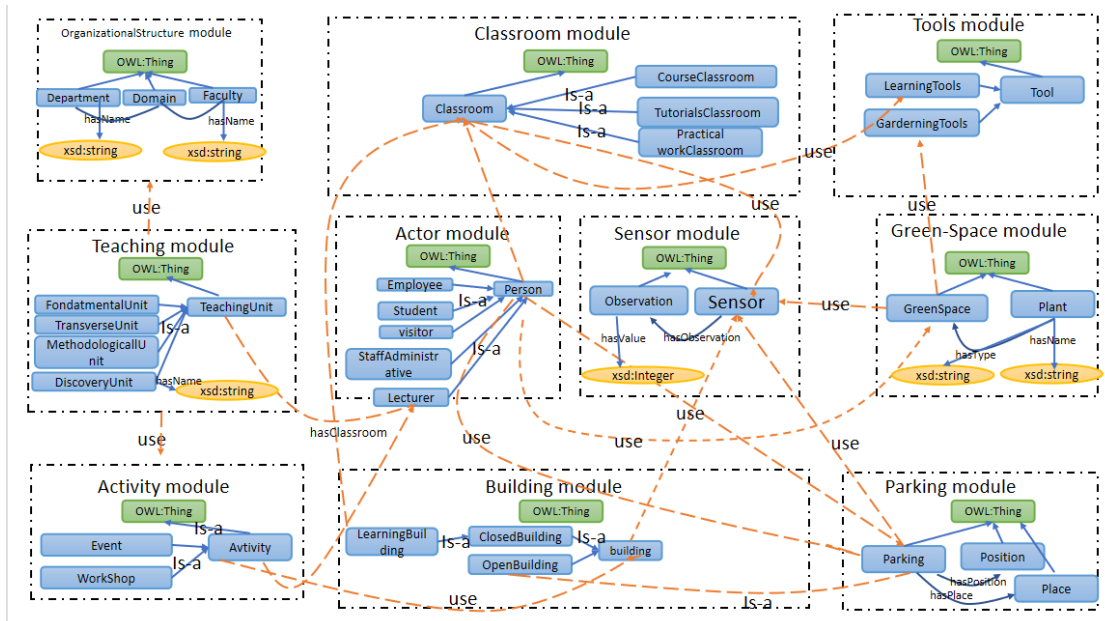 OrganizationalStructure module
OWL:Thing
Department
Domain
Faculty
hasName
hasName
xsd:string
xsd:string
Classroom module
OWL:Thing
Classroom
CourseClassroom
TutorialsClassroom
Practical
workClassroom
Is-a
Is-a
Is-a
Tools module
OWL:Thing
LearningTools
GarderningTools
Tool
use
use
use
use
Teaching module
OWL:Thing
FondatmentalUnit
TransverseUnit
MethodologicallU
nit
DiscoveryUnit
TeachingUnit
Is-a
hasName
xsd:string
Actor module
OWL:Thing
Employee
Student
visitor
StaffAdministr
ative
Lecturer
Person
Is-a
Is-a
Sensor module
OWL:Thing
Observation
Sensor
hasValue
hasObservation
xsd:Integer
use
Green-Space module
OWL:Thing
GreenSpace
Plant
hasType
hasName
xsd:string
xsd:string
use
hasClassroom
use
use
use
use
Activity module
OWL:Thing
Is-a
Event
WorkShop
Avtivity
Is-a
Building module
OWL:Thing
LearningBuil
ding
Is-a
ClosedBuilding
OpenBuilding
Is-a
building
use
Is-a
Parking module
OWL:Thing
Parking
Position
Place
hasPosition
hasPlace